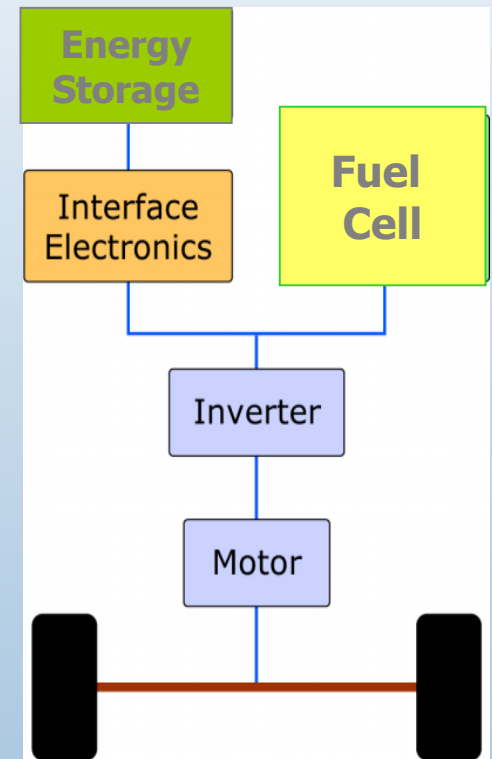 Energy
Storage
Fuel
Cell
Interface
Electronics
Inverter
Motor